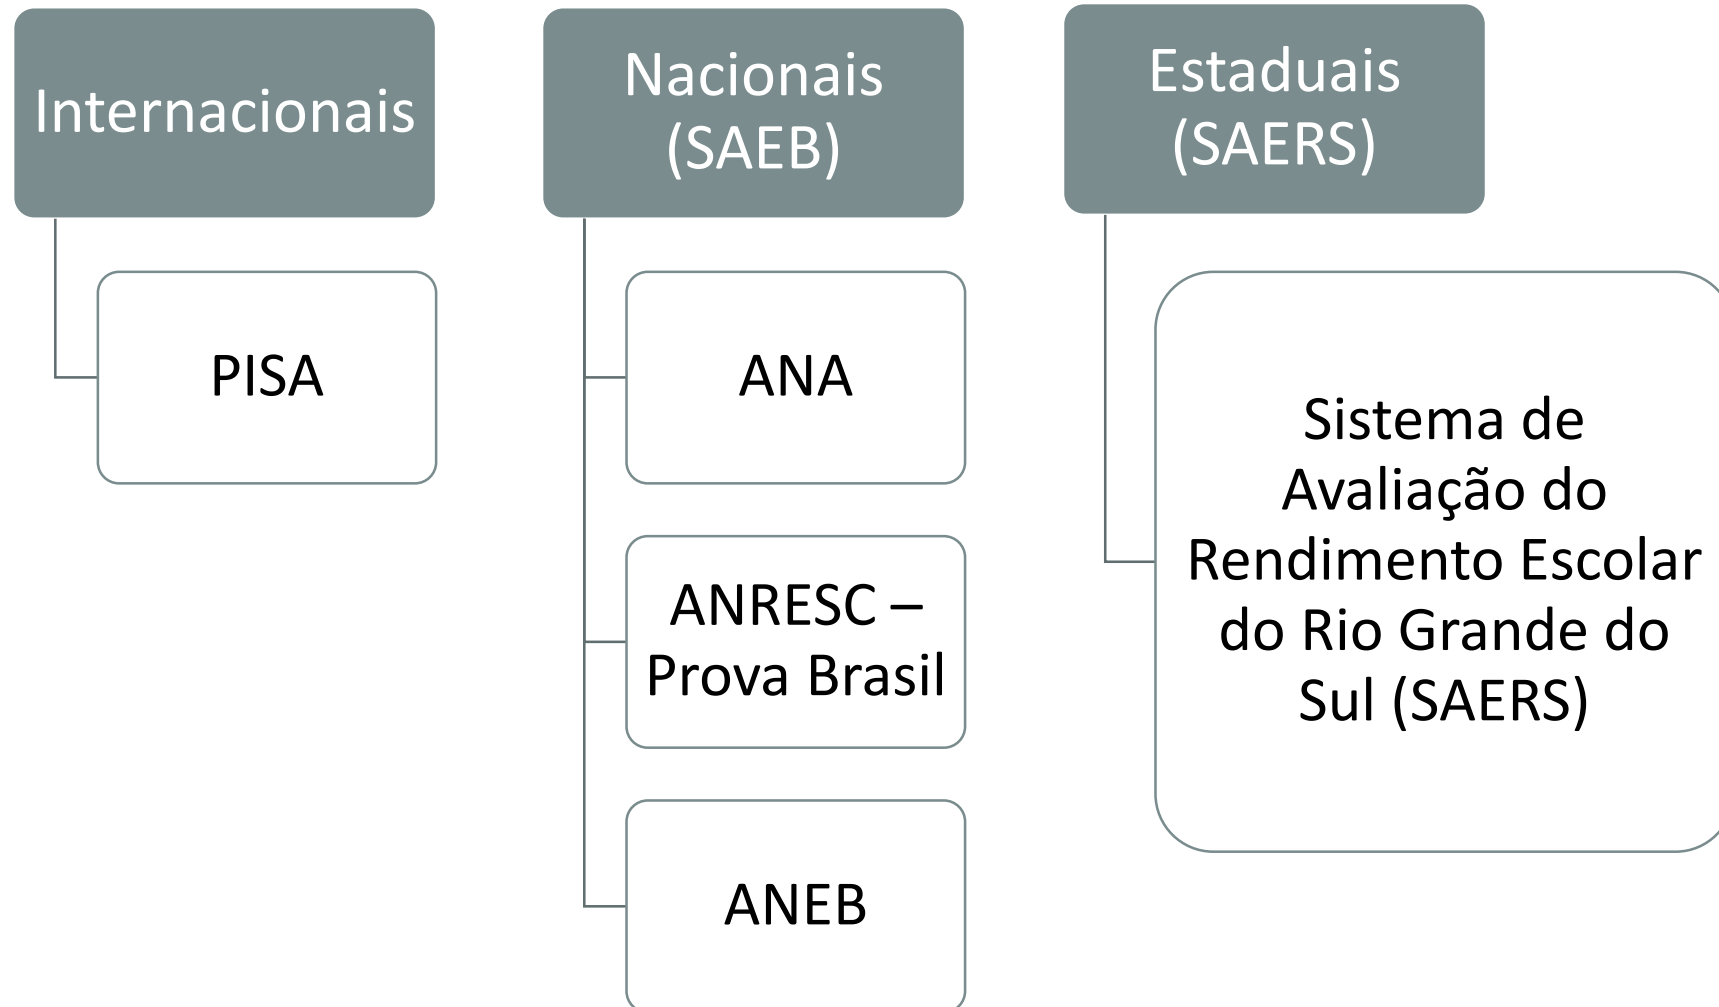 Internacionais
PISA
Nacionais
(SAEB)
ANA
ANRESC –
Prova Brasil
ANEB
Estaduais
(SAERS)
Sistema de
Avaliação do
Rendimento Escolar
do Rio Grande do
Sul (SAERS)